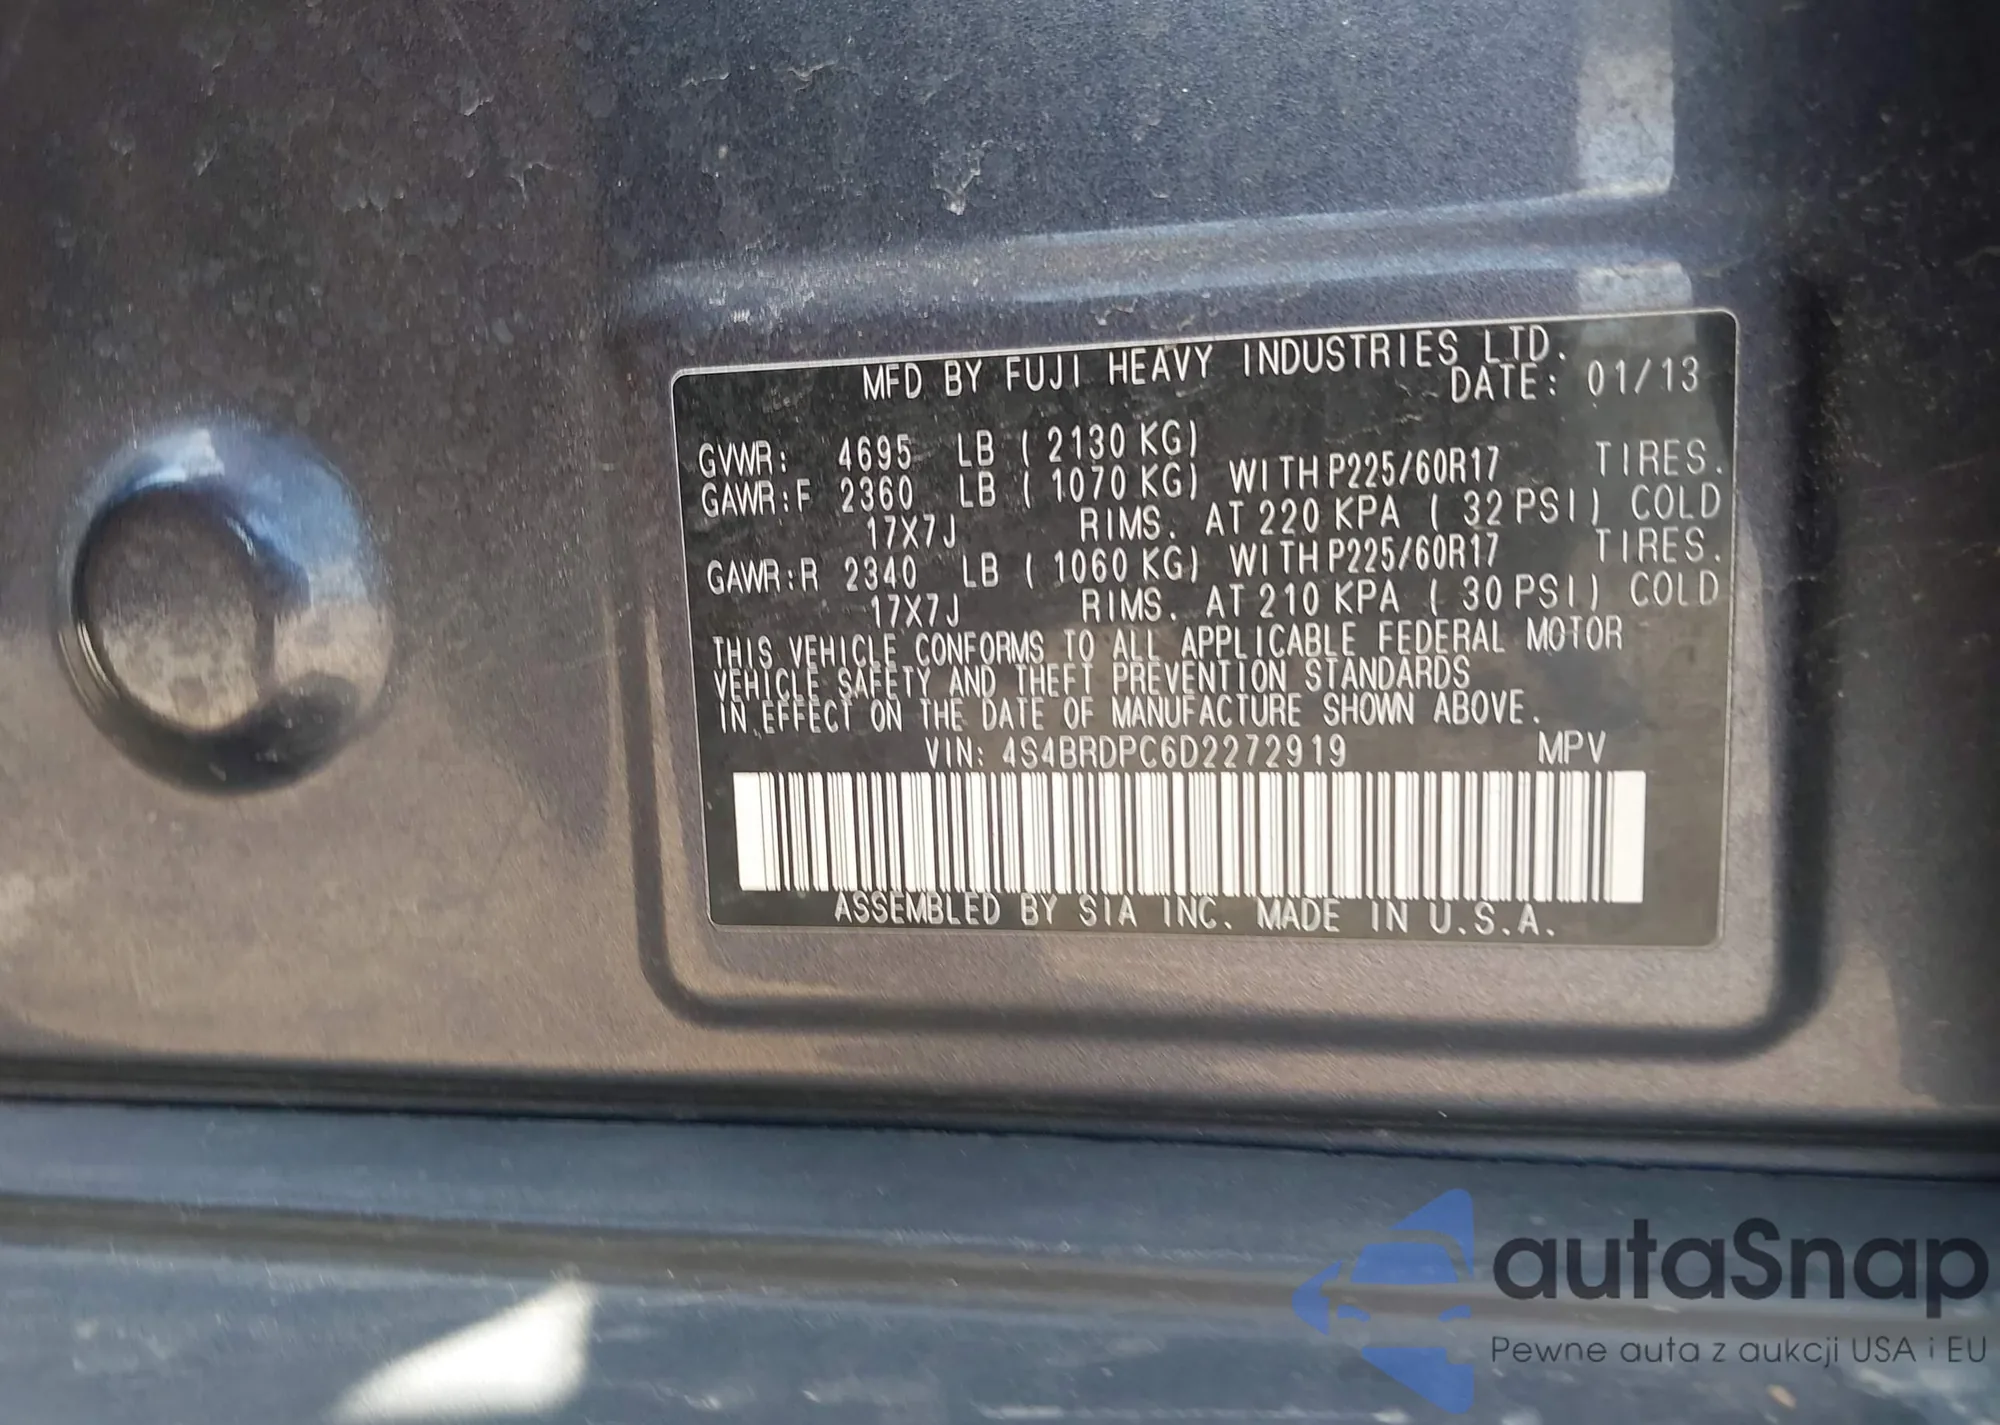 MFD BY FUJI HEAVY INDUSTRIES LTD.
DATE: 01/13
GVWR: 4695 LB ( 2130 KG)
GAWR:F 2360 LB ( 1070 KG) WITH P225/60R17 TIRES.
17X7J RIMS. AT 220 KPA ( 32 PSI) COLD
GAWR:R 2340 LB ( 1060 KG) WITH P225/60R17 TIRES.
17X7J RIMS. AT 210 KPA ( 30 PSI) COLD
THIS VEHICLE CONFORMS TO ALL APPLICABLE FEDERAL MOTOR
VEHICLE SAFETY AND THEFT PREVENTION STANDARDS
IN EFFECT ON THE DATE OF MANUFACTURE SHOWN ABOVE.
VIN: 4S4BRDPC6D2272919 MPV
ASSEMBLED BY SIA INC. MADE IN U.S.A.
autaSnap
Pewne auta z aukcji USA i EU